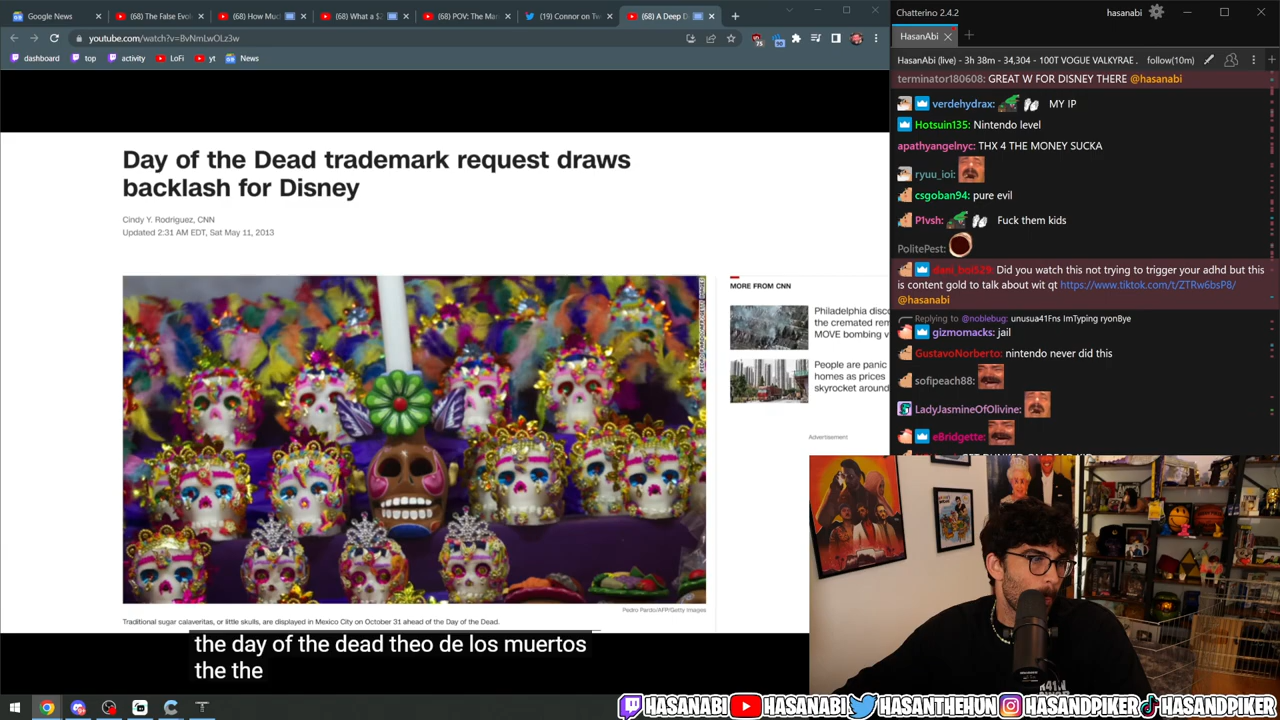 Google News
(68) The False Evol
(68) How Muc
(68) What a $
(68) POV: The Man
(19) Connor on Tw
(68) A Deep D
youtube.com/watch?v=BvNmLwOLz3w
75
98
dashboard
top
activity
LoFi
yt
News
Day of the Dead trademark request draws
backlash for Disney
Cindy Y. Rodriguez, CNN
Updated 2:31 AM EDT, Sat May 11, 2013
MORE FROM CNN
Philadelphia disco
the cremated rem
MOVE bombing v
People are panic
homes as prices
skyrocket around
Advertisement
Pedro Pardo/AFP/Getty Images
Traditional sugar calaveritas, or little skulls, are displayed in Mexico City on October 31 ahead of the Day of the Dead.
the day of the dead theo de los muertos
the the
Chatterino 2.4.2
hasanabi
HasanAbi
HasanAbi (live) - 3h 38m - 34,304 - 100T VOGUE VALKYRAE .
follow(10m)
terminator180608: GREAT W FOR DISNEY THERE @hasanabi
verdehydrax: MY IP
Hotsuin135: Nintendo level
apathyangelnyc: THX 4 THE MONEY SUCKA
ryuu_ioi:
csgoban94: pure evil
P1vsh: Fuck them kids
PolitePest:
dani_boi529: Did you watch this not trying to trigger your adhd but this
is content gold to talk about wit qt https://www.tiktok.com/t/ZTRw6bsP8/
@hasanabi
Replying to @noblebug: unusua41Fns ImTyping ryonBye
gizmomacks: jail
GustavoNorberto: nintendo never did this
sofipeach88:
LadyJasmineOfOlivine:
eBridgette:
HASANABI
HASANABI
HASANTHEHUN
HASANDPIKER
HASANDPIKER